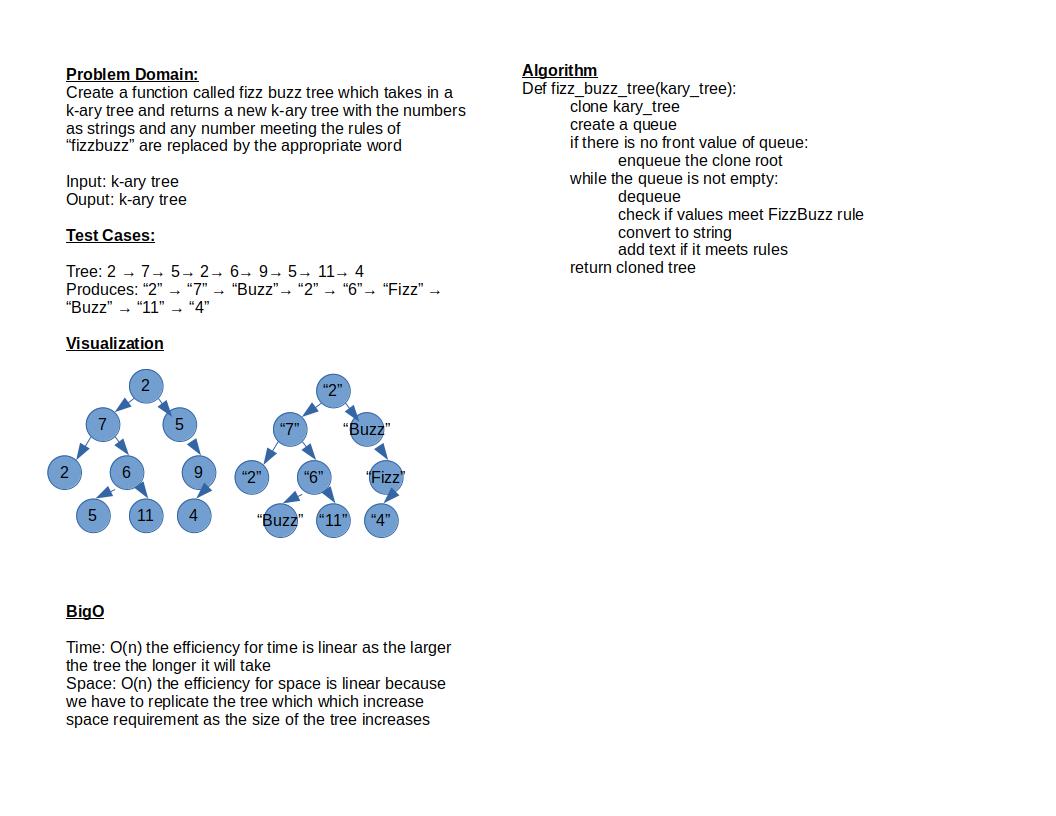 Problem Domain:
Create a function called fizz buzz tree which takes in a
k-ary tree and returns a new k-ary tree with the numbers
as strings and any number meeting the rules of
“fizzbuzz” are replaced by the appropriate word
Input: k-ary tree
Ouput: k-ary tree
Test Cases:
Tree: 2 → 7→ 5→ 2→ 6→ 9→ 5→ 11→ 4
Produces: “2” → “7” → “Buzz”→ “2” → “6”→ “Fizz” →
“Buzz” → “11” → “4”
Visualization
2
7 5
2 6 9
5 11 4
“2”
“7” “Buzz”
“2” “6” “Fizz”
“Buzz” “11” “4”
BigO
Time: O(n) the efficiency for time is linear as the larger
the tree the longer it will take
Space: O(n) the efficiency for space is linear because
we have to replicate the tree which which increase
space requirement as the size of the tree increases
Algorithm
Def fizz_buzz_tree(kary_tree):
clone kary_tree
create a queue
if there is no front value of queue:
enqueue the clone root
while the queue is not empty:
dequeue
check if values meet FizzBuzz rule
convert to string
add text if it meets rules
return cloned tree